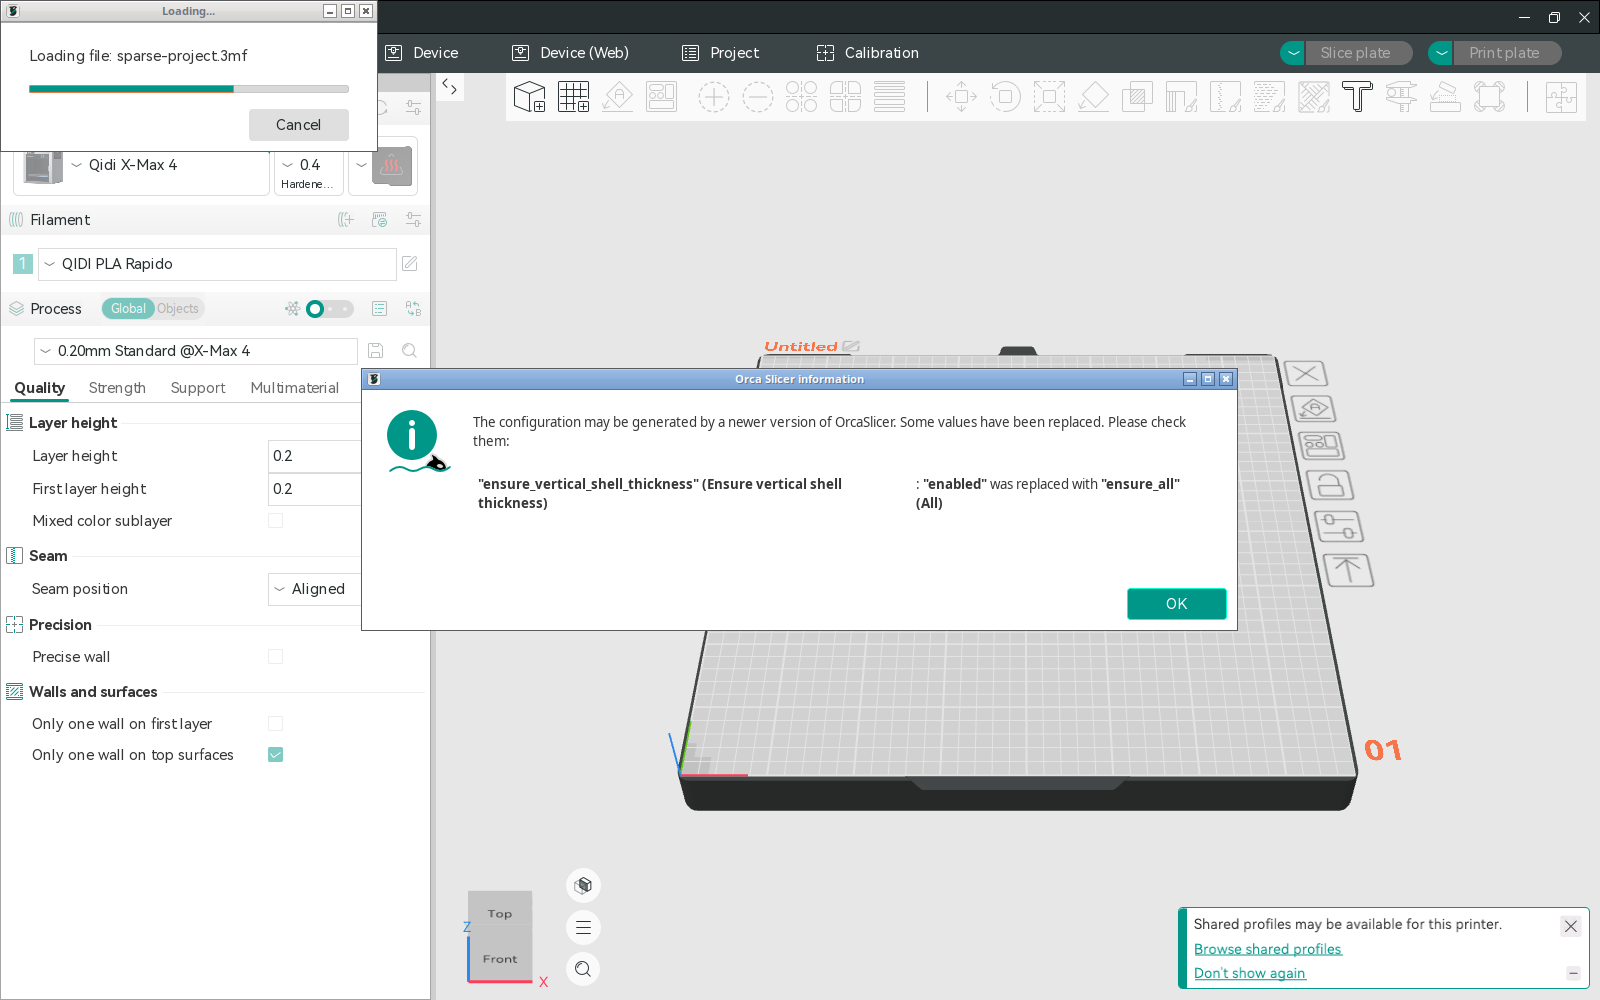 Loading...
Loading file: sparse-project.3mf
Cancel
Device
Device (Web)
Project
Calibration
Slice plate
Print plate
Qidi X-Max 4
0.4
Hardene...
Filament
1
QIDI PLA Rapido
Process
Global
Objects
0.20mm Standard @X-Max 4
Quality
Strength
Support
Multimaterial
Layer height
Layer height
0.2
First layer height
0.2
Mixed color sublayer
Seam
Seam position
Aligned
Precision
Precise wall
Walls and surfaces
Only one wall on first layer
Only one wall on top surfaces
Untitled
Orca Slicer information
The configuration may be generated by a newer version of OrcaSlicer. Some values have been replaced. Please check
them:
"ensure_vertical_shell_thickness" (Ensure vertical shell
thickness)
: "enabled" was replaced with "ensure_all"
(All)
OK
01
Top
Front
Z
X
Shared profiles may be available for this printer.
Browse shared profiles
Don't show again